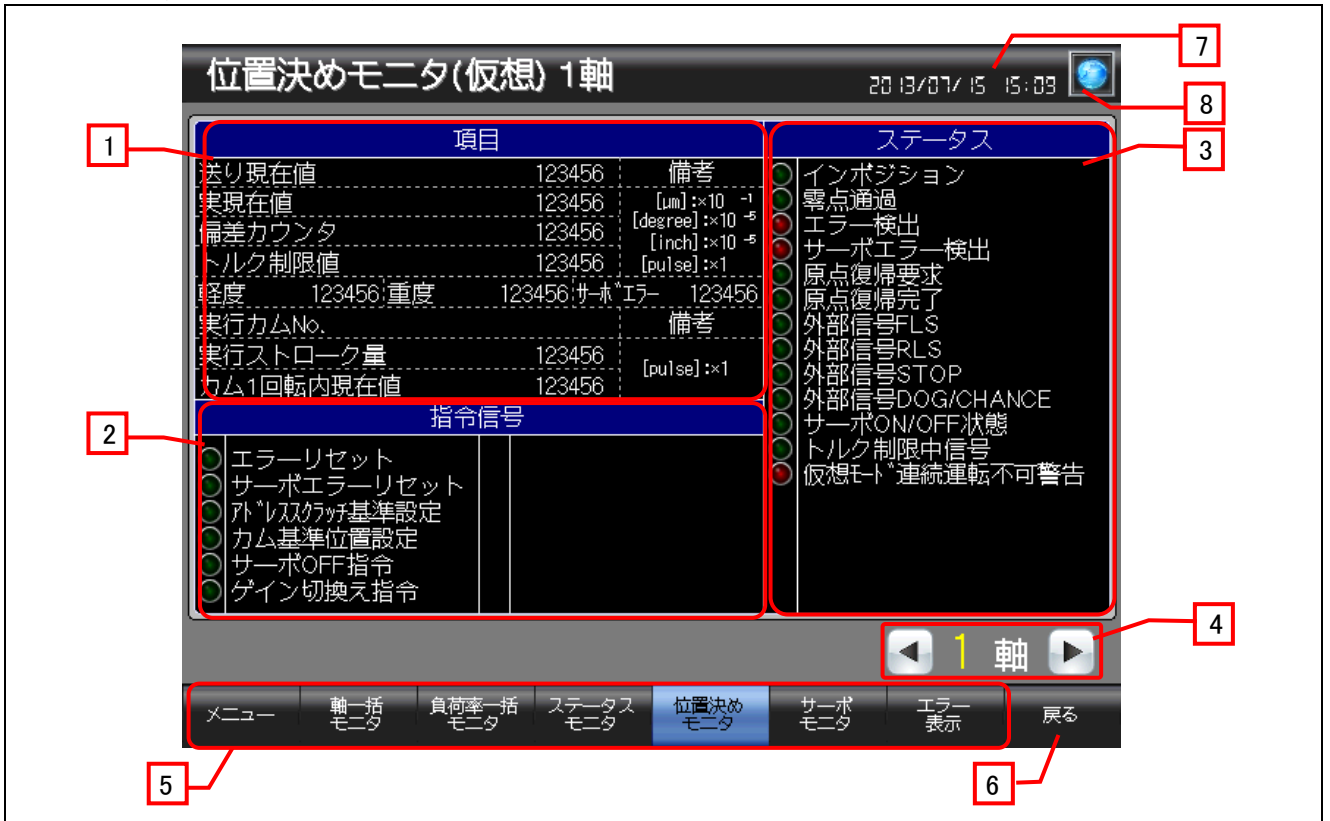 位置決めモニタ(仮想) 1軸
2013/07/15 15:09
7
8
1
項目
送り現在値 123456 備考
実現在値 123456 [μm]:×10 -1
偏差カウンタ 123456 [degree]:×10 -5
[inch]:×10 -5
トルク制限値 123456 [pulse]:×1
軽度 123456 重度 123456 ｻｰﾎﾞｴﾗｰ 123456
実行カムNo. 備考
実行ストローク量 123456 [pulse]:×1
カム1回転内現在値 123456
3
ステータス
インポジション
零点通過
エラー検出
サーボエラー検出
原点復帰要求
原点復帰完了
外部信号FLS
外部信号RLS
外部信号STOP
外部信号DOG/CHANCE
サーボON/OFF状態
トルク制限中信号
仮想ﾓｰﾄﾞ連続運転不可警告
2
指令信号
エラーリセット
サーボエラーリセット
ｱﾄﾞﾚｽｽｸﾗｯﾁ基準設定
カム基準位置設定
サーボOFF指令
ゲイン切換え指令
4
1 軸
メニュー
軸一括
モニタ
負荷率一括
モニタ
ステータス
モニタ
位置決め
モニタ
サーボ
モニタ
エラー
表示
戻る
5
6